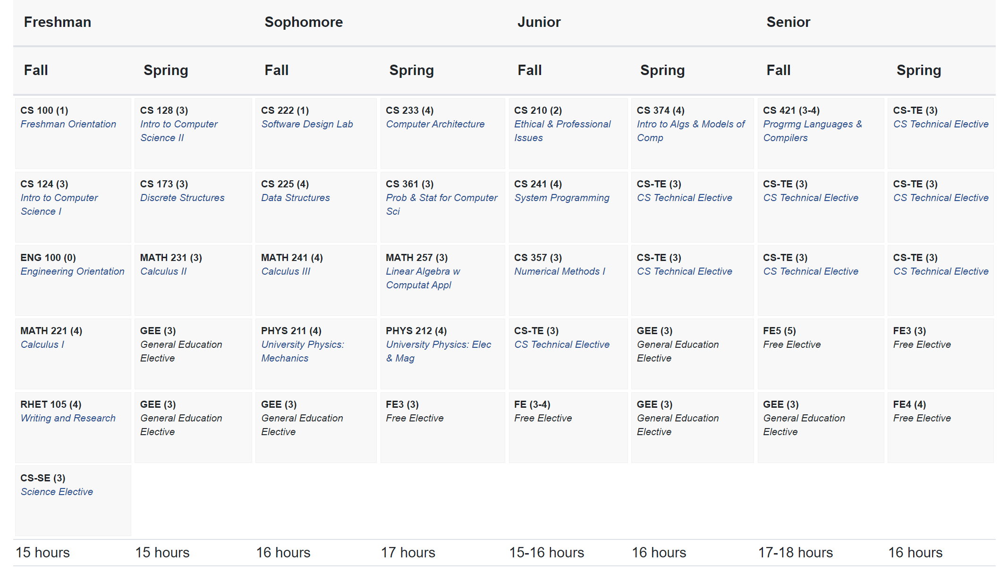 Freshman Sophomore Junior Senior
Fall Spring Fall Spring Fall Spring Fall Spring
CS 100 (1)
Freshman Orientation
CS 128 (3)
Intro to Computer
Science II
CS 222 (1)
Software Design Lab
CS 233 (4)
Computer Architecture
CS 210 (2)
Ethical & Professional
Issues
CS 374 (4)
Intro to Algs & Models of
Comp
CS 421 (3-4)
Progrmg Languages &
Compilers
CS-TE (3)
CS Technical Elective
CS 124 (3)
Intro to Computer
Science I
CS 173 (3)
Discrete Structures
CS 225 (4)
Data Structures
CS 361 (3)
Prob & Stat for Computer
Sci
CS 241 (4)
System Programming
CS-TE (3)
CS Technical Elective
CS-TE (3)
CS Technical Elective
CS-TE (3)
CS Technical Elective
ENG 100 (0)
Engineering Orientation
MATH 231 (3)
Calculus II
MATH 241 (4)
Calculus III
MATH 257 (3)
Linear Algebra w
Computat Appl
CS 357 (3)
Numerical Methods I
CS-TE (3)
CS Technical Elective
CS-TE (3)
CS Technical Elective
CS-TE (3)
CS Technical Elective
MATH 221 (4)
Calculus I
GEE (3)
General Education
Elective
PHYS 211 (4)
University Physics:
Mechanics
PHYS 212 (4)
University Physics: Elec
& Mag
CS-TE (3)
CS Technical Elective
GEE (3)
General Education
Elective
FE5 (5)
Free Elective
FE3 (3)
Free Elective
RHET 105 (4)
Writing and Research
GEE (3)
General Education
Elective
GEE (3)
General Education
Elective
FE3 (3)
Free Elective
FE (3-4)
Free Elective
GEE (3)
General Education
Elective
GEE (3)
General Education
Elective
FE4 (4)
Free Elective
CS-SE (3)
Science Elective
15 hours 15 hours 16 hours 17 hours 15-16 hours 16 hours 17-18 hours 16 hours